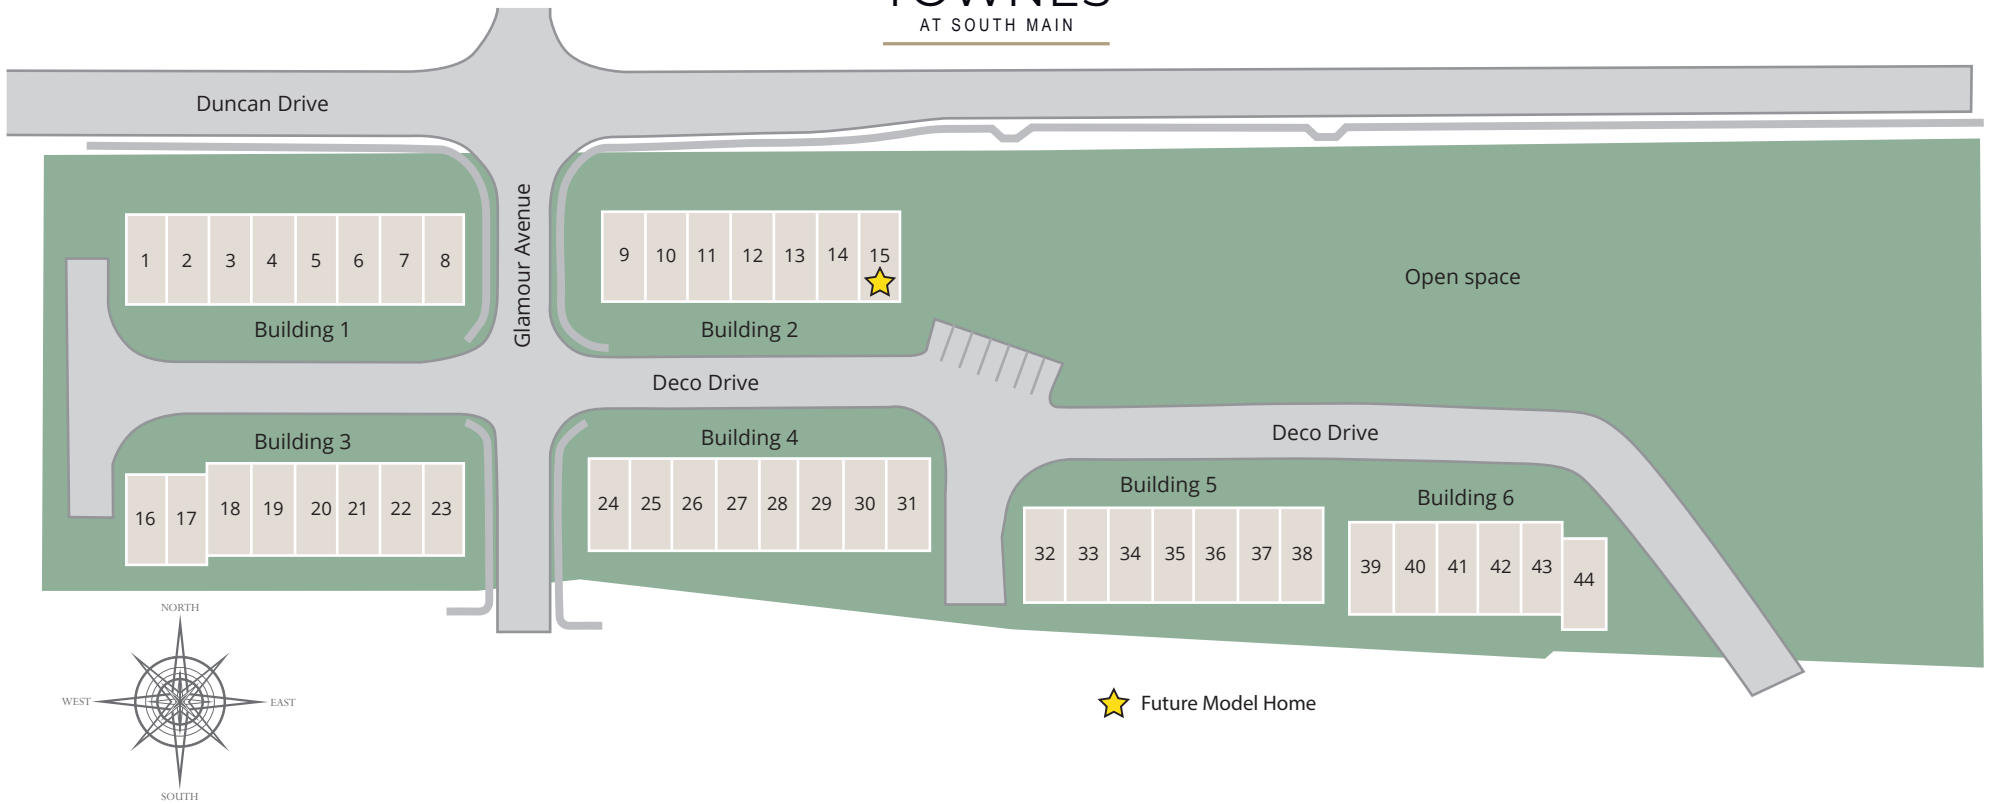 TOWNES
AT SOUTH MAIN
Duncan Drive
Glamour Avenue
1 2 3 4 5 6 7 8
Building 1
9 10 11 12 13 14 15
Building 2
Open space
Deco Drive
Deco Drive
Building 3
16 17 18 19 20 21 22 23
Building 4
24 25 26 27 28 29 30 31
Building 5
32 33 34 35 36 37 38
Building 6
39 40 41 42 43 44
NORTH
WEST
EAST
SOUTH
Future Model Home